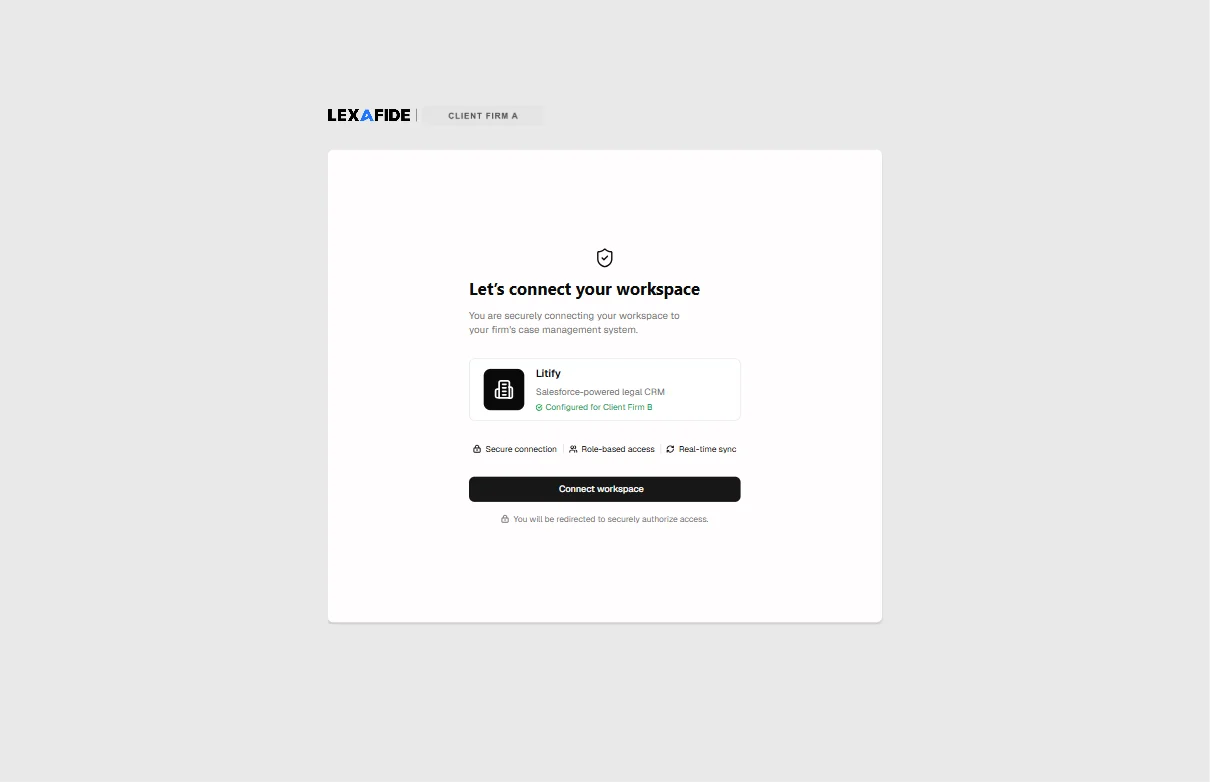 LEXAFIDE | CLIENT FIRM A
Let’s connect your workspace
You are securely connecting your workspace to
your firm's case management system.
Litify
Salesforce-powered legal CRM
Configured for Client Firm B
Secure connection | Role-based access | Real-time sync
Connect workspace
You will be redirected to securely authorize access.